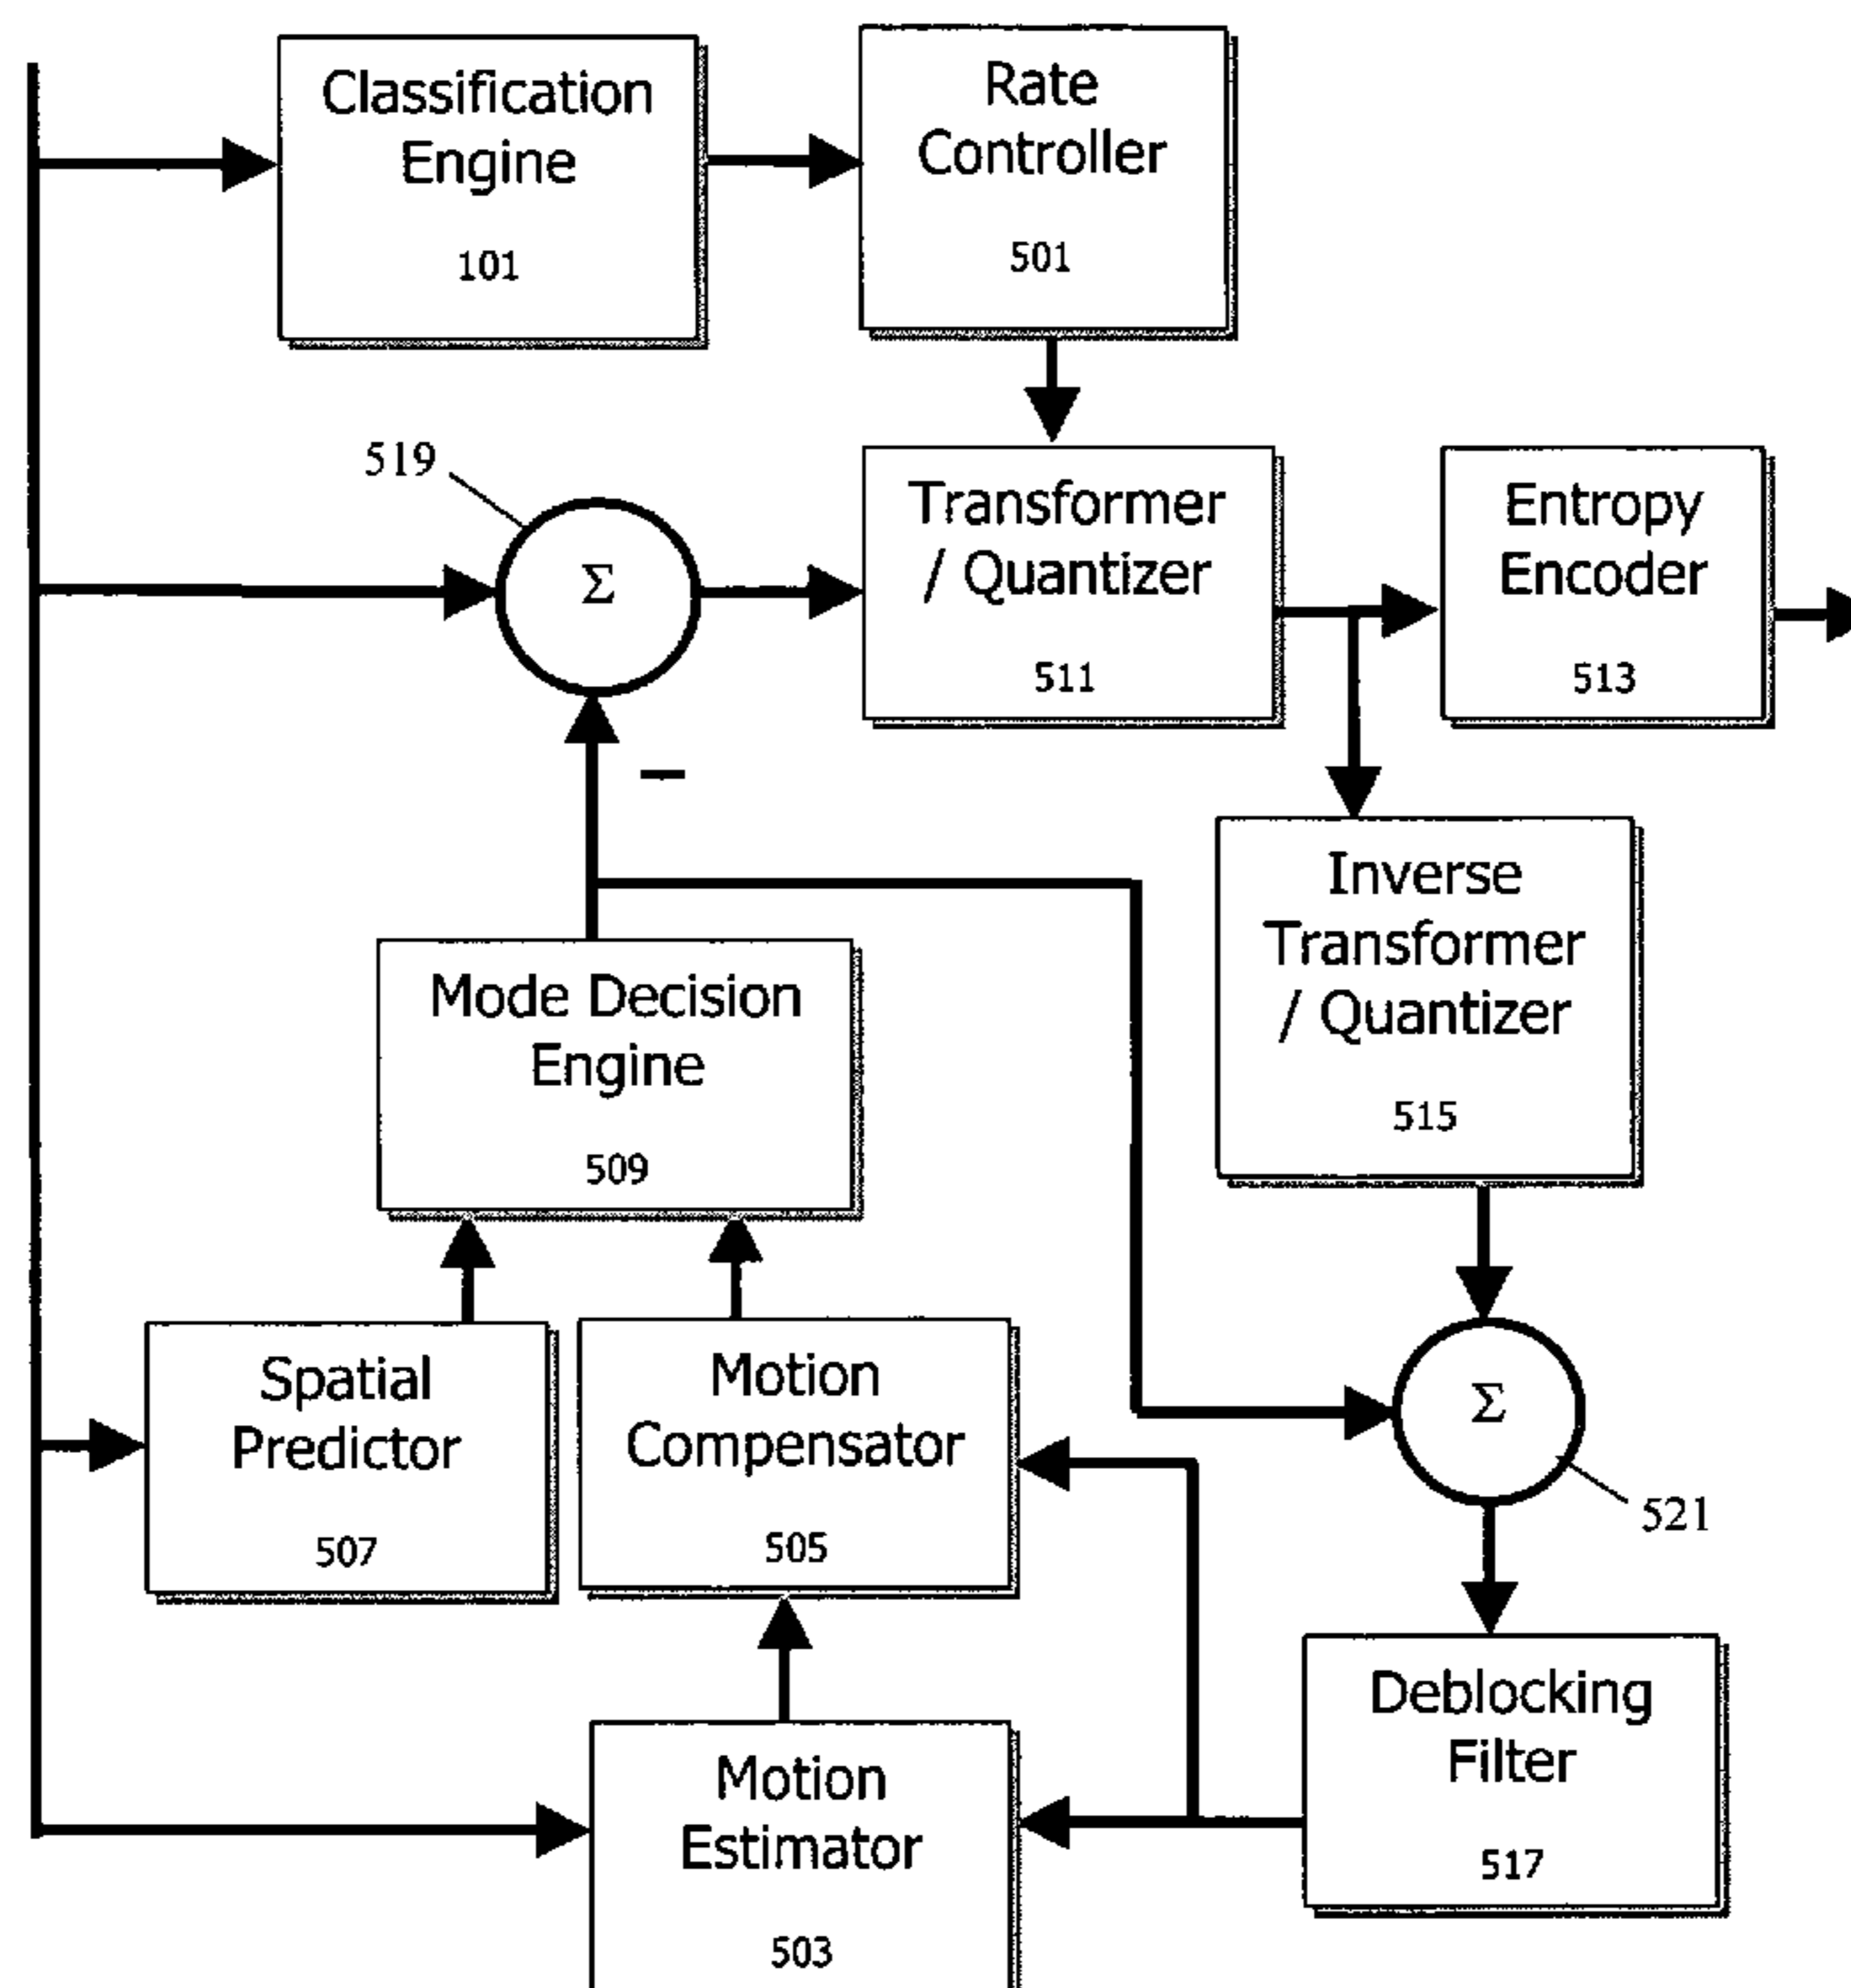 Classification
Engine
101
Rate
Controller
501
519
Σ
Transformer
/ Quantizer
511
Entropy
Encoder
513
–
Inverse
Transformer
/ Quantizer
515
Mode Decision
Engine
509
Spatial
Predictor
507
Motion
Compensator
505
Σ
521
Motion
Estimator
503
Deblocking
Filter
517